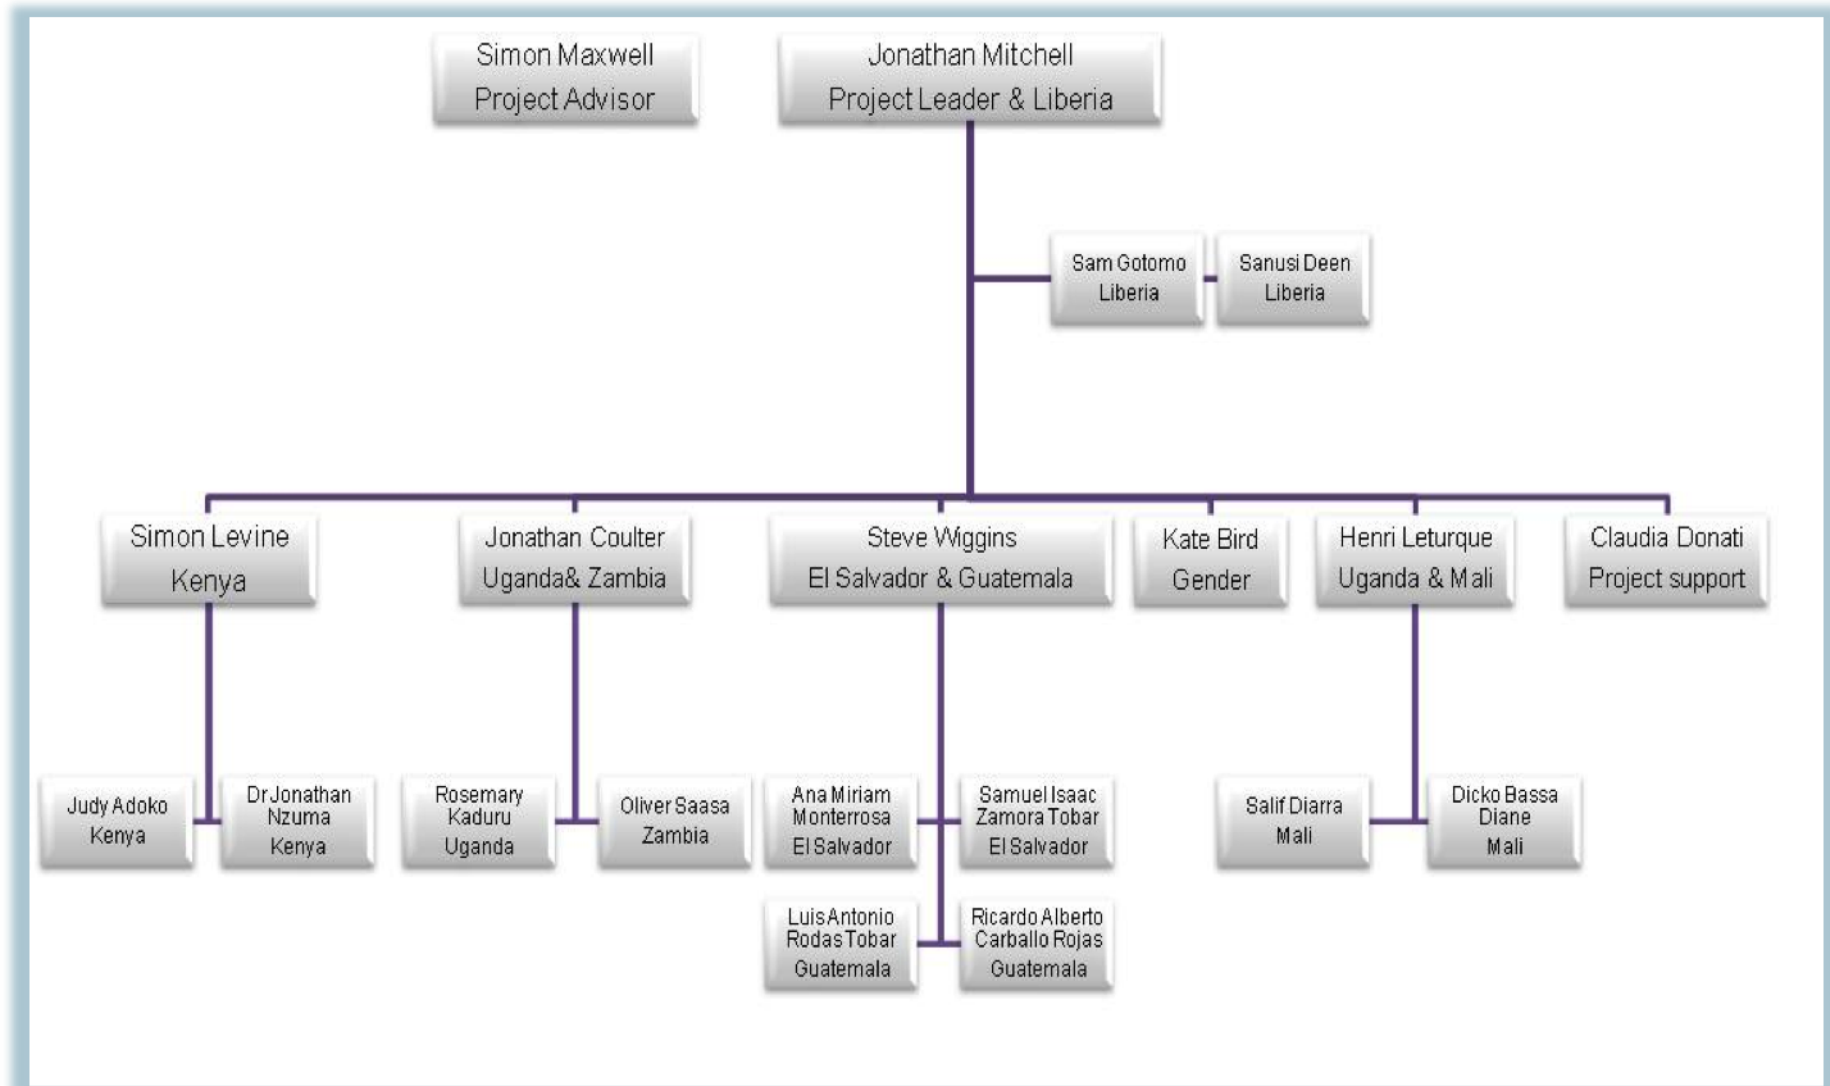 Simon Maxwell
Project Advisor
Jonathan Mitchell
Project Leader & Liberia
Sam Gotomo
Liberia
Sanusi Deen
Liberia
Simon Levine
Kenya
Jonathan Coulter
Uganda& Zambia
Steve Wiggins
El Salvador & Guatemala
Kate Bird
Gender
Henri Leturque
Uganda & Mali
Claudia Donati
Project support
Judy Adoko
Kenya
Dr Jonathan
Nzuma
Kenya
Rosemary
Kaduru
Uganda
Oliver Saasa
Zambia
Ana Miriam
Monterrosa
El Salvador
Samuel Isaac
Zamora Tobar
El Salvador
Salif Diarra
Mali
Dicko Bassa
Diane
Mali
Luis Antonio
Rodas Tobar
Guatemala
Ricardo Alberto
Carballo Rojas
Guatemala